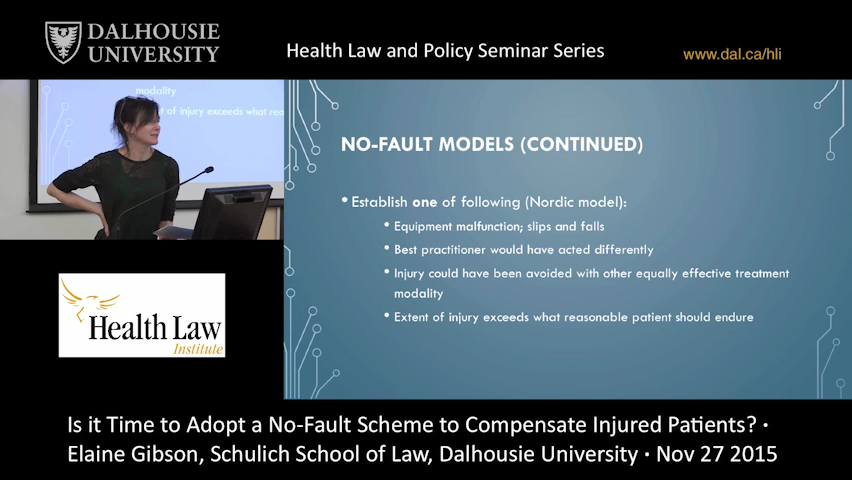 DALHOUSIE
UNIVERSITY
Health Law and Policy Seminar Series
www.dal.ca/hli
modality
of injury exceeds what rea
NO-FAULT MODELS (CONTINUED)
• Establish one of following (Nordic model):
• Equipment malfunction; slips and falls
• Best practitioner would have acted differently
• Injury could have been avoided with other equally effective treatment
modality
• Extent of injury exceeds what reasonable patient should endure
Health Law
Institute
Is it Time to Adopt a No-Fault Scheme to Compensate Injured Patients? ·
Elaine Gibson, Schulich School of Law, Dalhousie University · Nov 27 2015